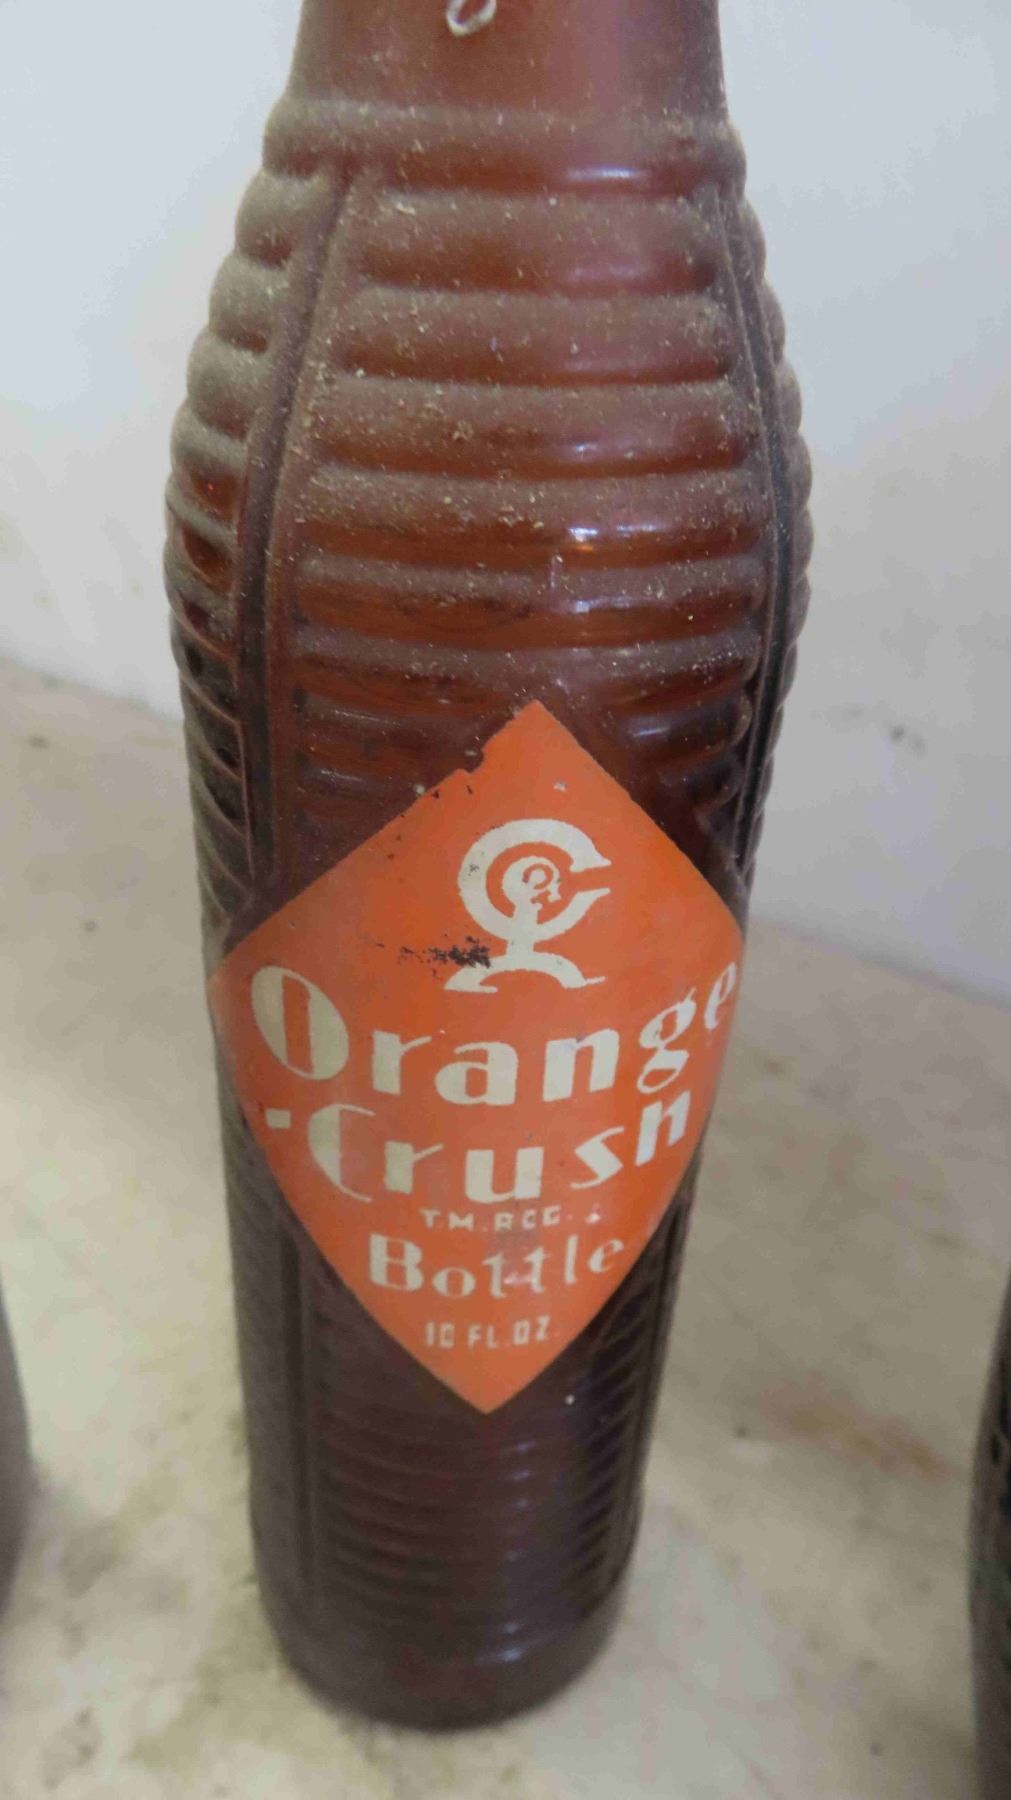 Orange
-Crush
T.M. REG.
Bottle
10 FL. OZ.